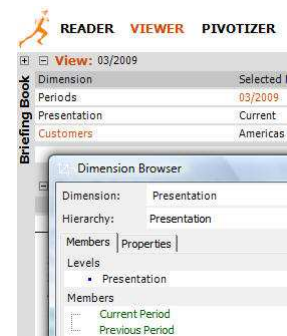 READER VIEWER PIVOTIZER
View: 03/2009
Briefing Book
Dimension Selected
Periods 03/2009
Presentation Current
Customers Americas
Dimension Browser
Dimension: Presentation
Hierarchy: Presentation
Members Properties
Levels
Presentation
Members
Current Period
Previous Period